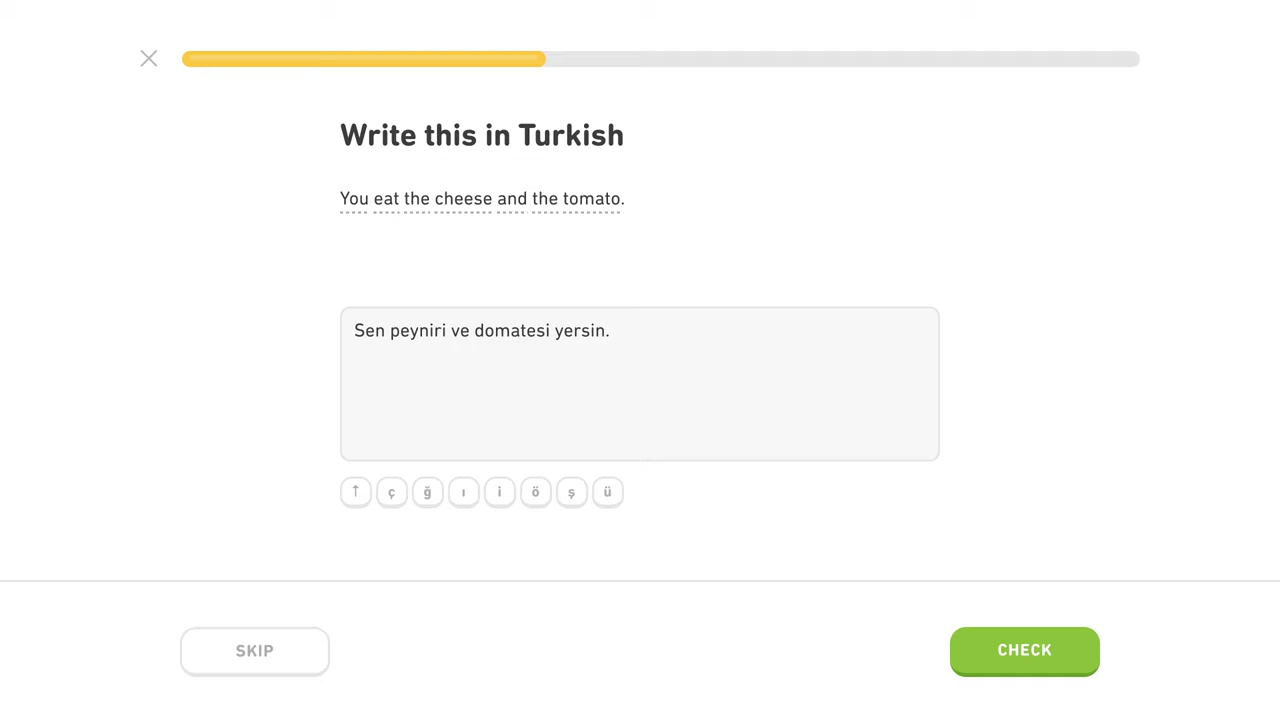 Write this in Turkish
You eat the cheese and the tomato.
Sen peyniri ve domatesi yersin.
↑ ç ğ ı i ö ş ü
SKIP
CHECK